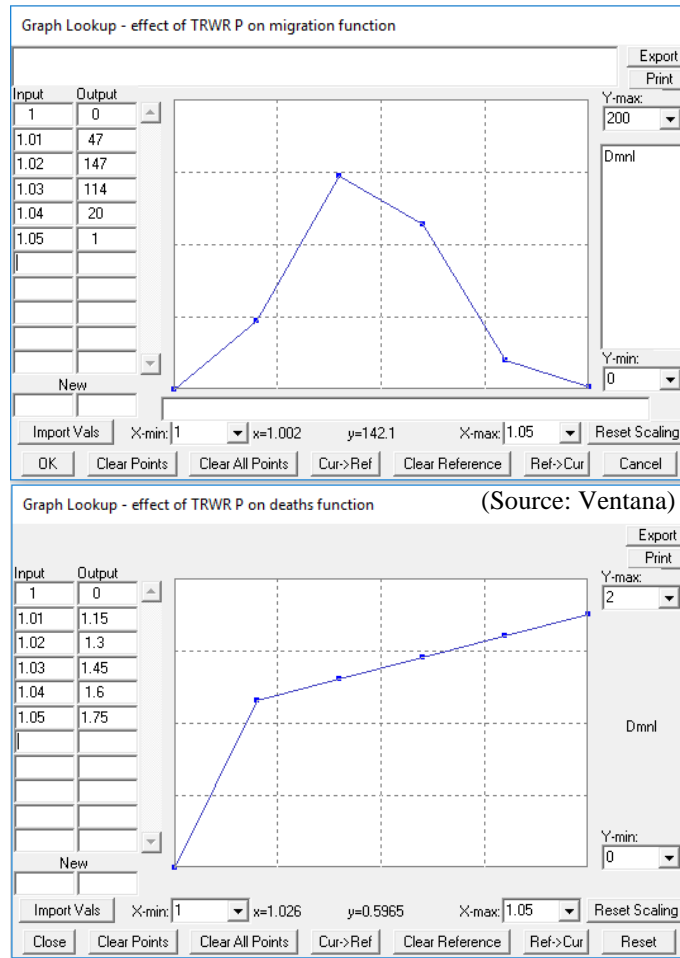 Graph Lookup - effect of TRWR P on migration function
Export
Print
Input Output
Y-max:
1 0
200
1.01 47
Dmnl
1.02 147
1.03 114
1.04 20
1.05 1
Y-min:
0
New
Import Vals X-min: 1 x=1.002 y=142.1 X-max: 1.05 Reset Scaling
OK Clear Points Clear All Points Cur->Ref Clear Reference Ref->Cur Cancel
Graph Lookup - effect of TRWR P on deaths function (Source: Ventana)
Export
Print
Input Output
Y-max:
1 0
2
1.01 1.15
1.02 1.3
1.03 1.45
1.04 1.6
1.05 1.75
Dmnl
Y-min:
0
New
Import Vals X-min: 1 x=1.026 y=0.5965 X-max: 1.05 Reset Scaling
Close Clear Points Clear All Points Cur->Ref Clear Reference Ref->Cur Reset